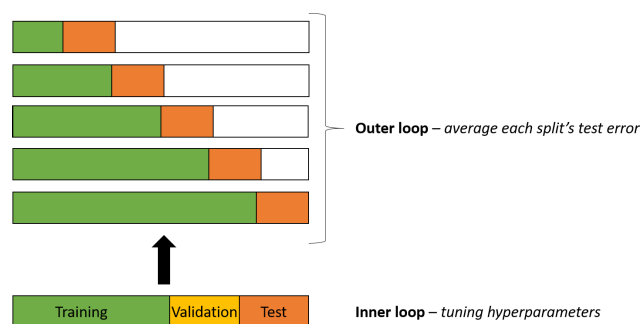 Outer loop – average each split's test error
Training Validation Test
Inner loop – tuning hyperparameters